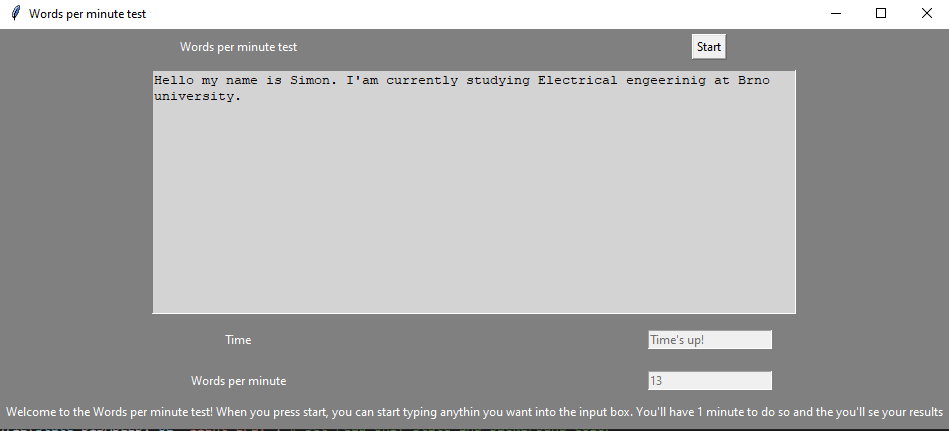 Words per minute test
Words per minute test
Start
Hello my name is Simon. I'am currently studying Electrical engeerinig at Brno
university.
Time
Time's up!
Words per minute
13
Welcome to the Words per minute test! When you press start, you can start typing anythin you want into the input box. You'll have 1 minute to do so and the you'll se your results